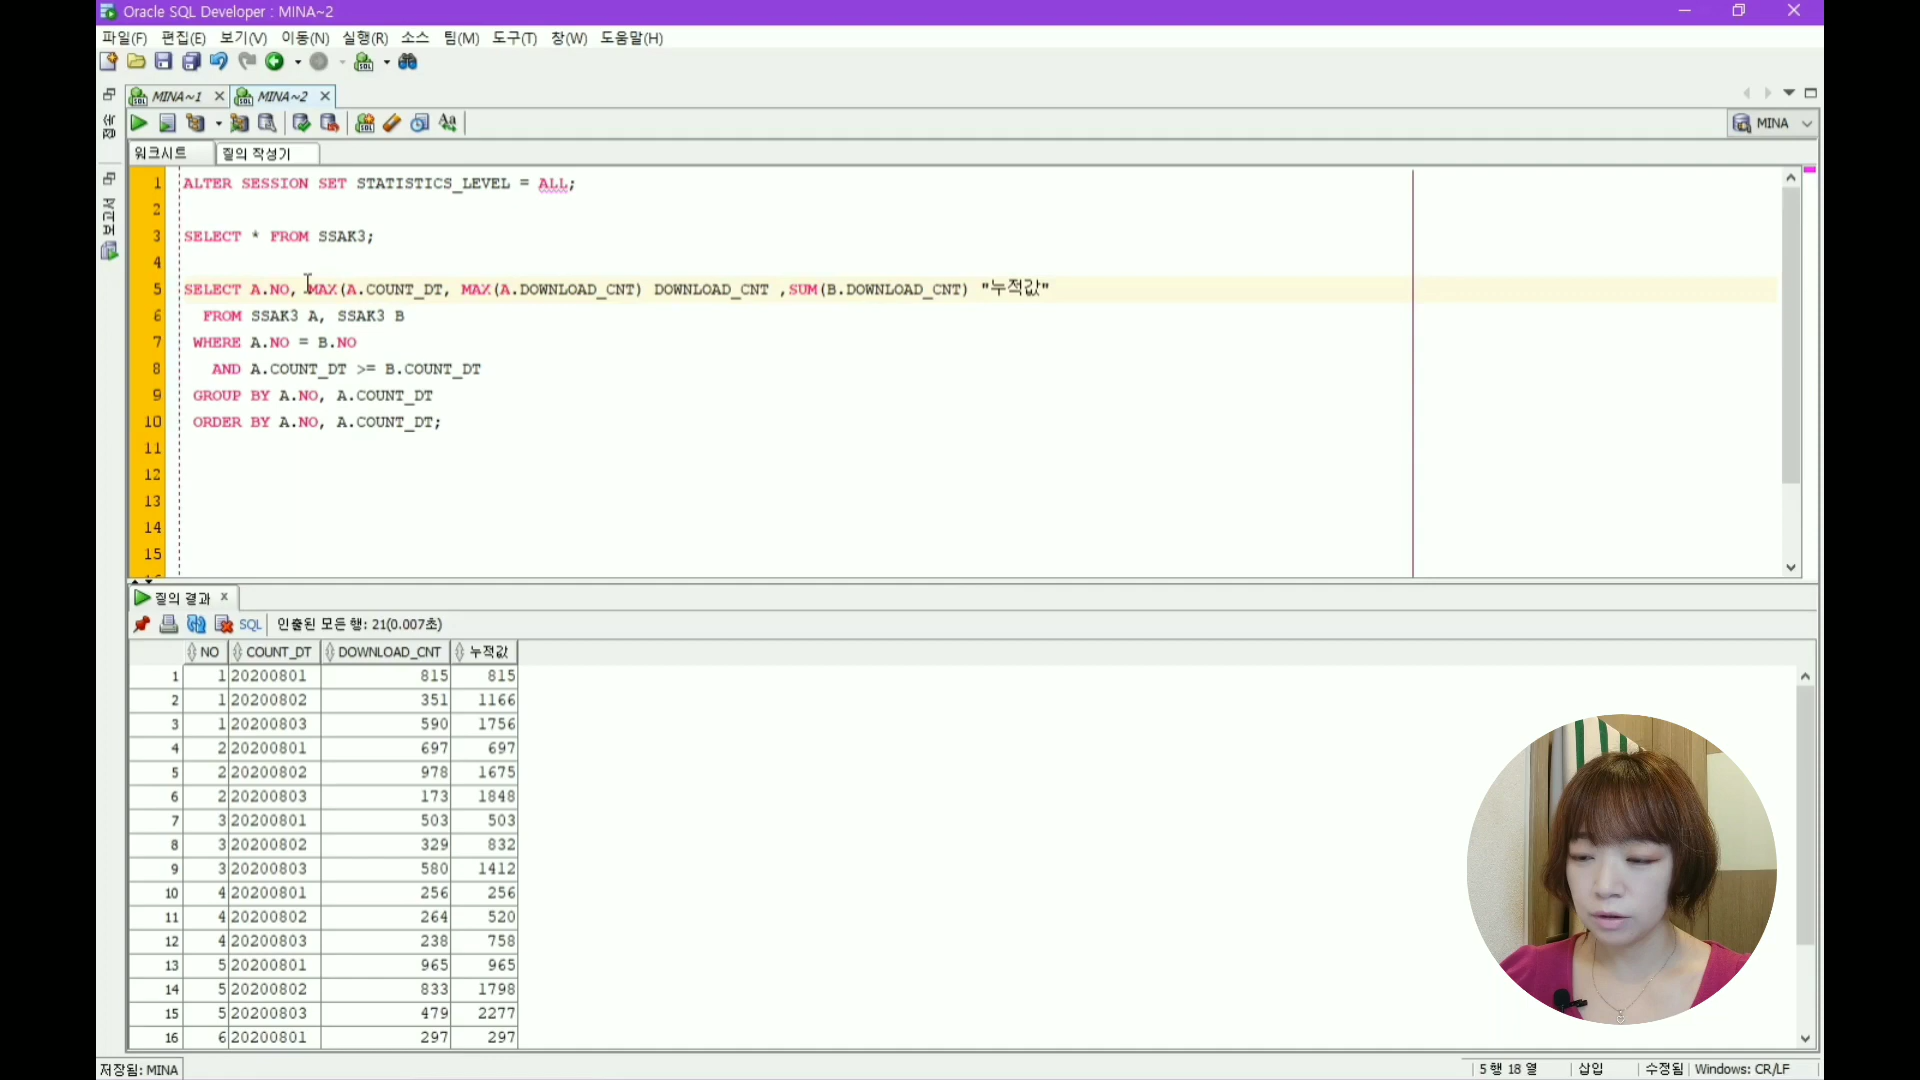 Oracle SQL Developer : MINA~2
파일(F) 편집(E) 보기(V) 이동(N) 실행(R) 소스 팀(M) 도구(T) 창(W) 도움말(H)
MINA~1 MINA~2
MINA
워크시트 질의 작성기
1 ALTER SESSION SET STATISTICS_LEVEL = ALL;
2
3 SELECT * FROM SSAK3;
4
5 SELECT A.NO, MAX(A.COUNT_DT, MAX(A.DOWNLOAD_CNT) DOWNLOAD_CNT ,SUM(B.DOWNLOAD_CNT) "누적값"
6 FROM SSAK3 A, SSAK3 B
7 WHERE A.NO = B.NO
8 AND A.COUNT_DT >= B.COUNT_DT
9 GROUP BY A.NO, A.COUNT_DT
10 ORDER BY A.NO, A.COUNT_DT;
11
12
13
14
15
질의 결과
SQL 인출된 모든 행: 21(0.007초)
NO COUNT_DT DOWNLOAD_CNT 누적값
1 1 20200801 815 815
2 1 20200802 351 1166
3 1 20200803 590 1756
4 2 20200801 697 697
5 2 20200802 978 1675
6 2 20200803 173 1848
7 3 20200801 503 503
8 3 20200802 329 832
9 3 20200803 580 1412
10 4 20200801 256 256
11 4 20200802 264 520
12 4 20200803 238 758
13 5 20200801 965 965
14 5 20200802 833 1798
15 5 20200803 479 2277
16 6 20200801 297 297
저장됨: MINA
5 행 18 열 삽입 수정됨 Windows: CR/LF